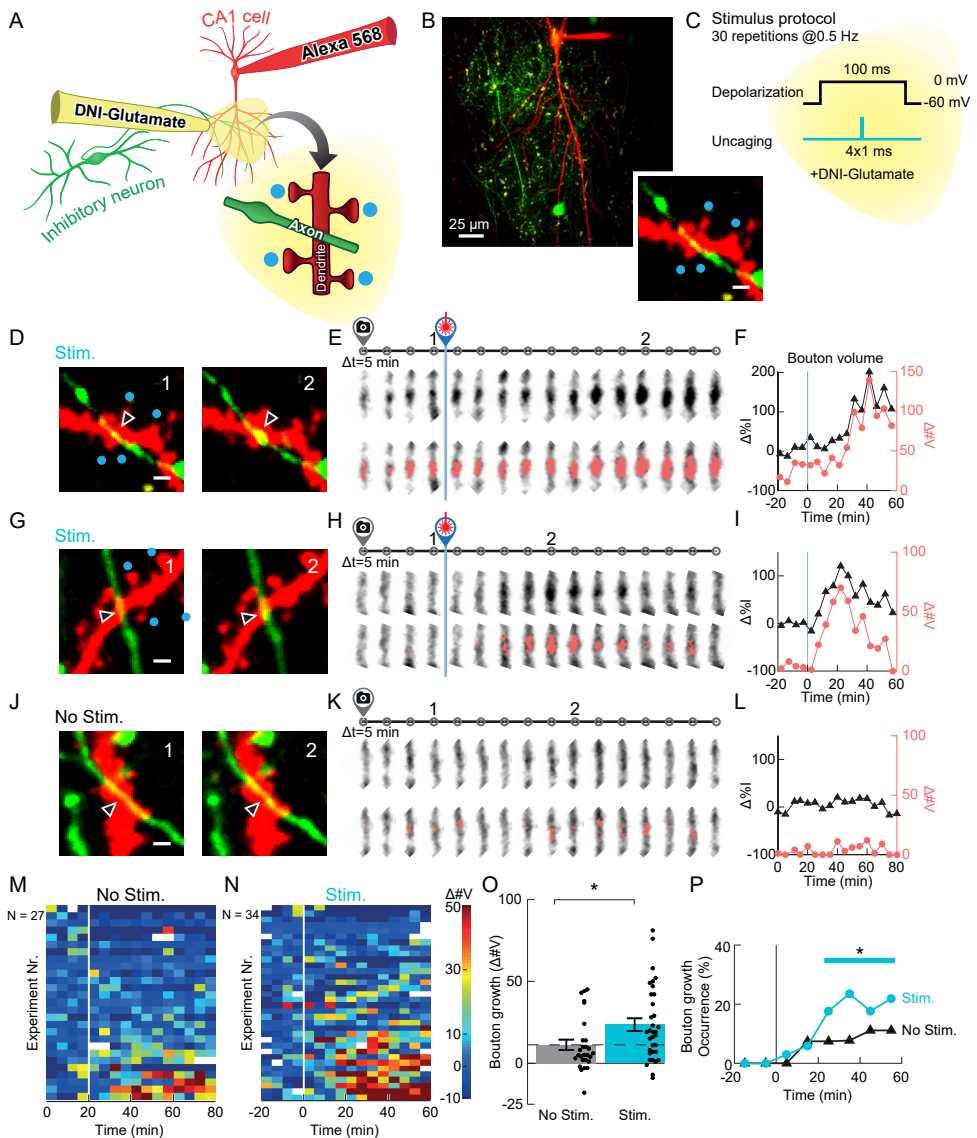 A
CA1 cell
Alexa 568
DNI-Glutamate
Inhibitory neuron
Axon
Dendrite
B
25 µm
C
Stimulus protocol
30 repetitions @0.5 Hz
100 ms
Depolarization
0 mV
-60 mV
Uncaging
4x1 ms
+DNI-Glutamate
D
Stim.
1
2
E
1
2
Δt=5 min
F
Bouton volume
200
100
0
-100
Δ%I
150
100
50
0
Δ#V
-20
0
20
40
60
Time (min)
G
Stim.
1
2
H
1
2
Δt=5 min
I
100
0
-100
Δ%I
100
50
0
Δ#V
-20
0
20
40
60
Time (min)
J
No Stim.
1
2
K
1
2
Δt=5 min
L
100
0
-100
Δ%I
100
50
0
Δ#V
0
20
40
60
80
Time (min)
M
No Stim.
N = 27
Experiment Nr.
0
20
40
60
80
Time (min)
N
Stim.
N = 34
Experiment Nr.
-20
0
20
40
60
Time (min)
Δ#V
50
40
30
20
10
0
-10
O
*
100
50
0
-25
Bouton growth (Δ#V)
No Stim.
Stim.
P
*
40
20
0
Bouton growth
Occurrence (%)
Stim.
No Stim.
-20
0
20
40
60
Time (min)